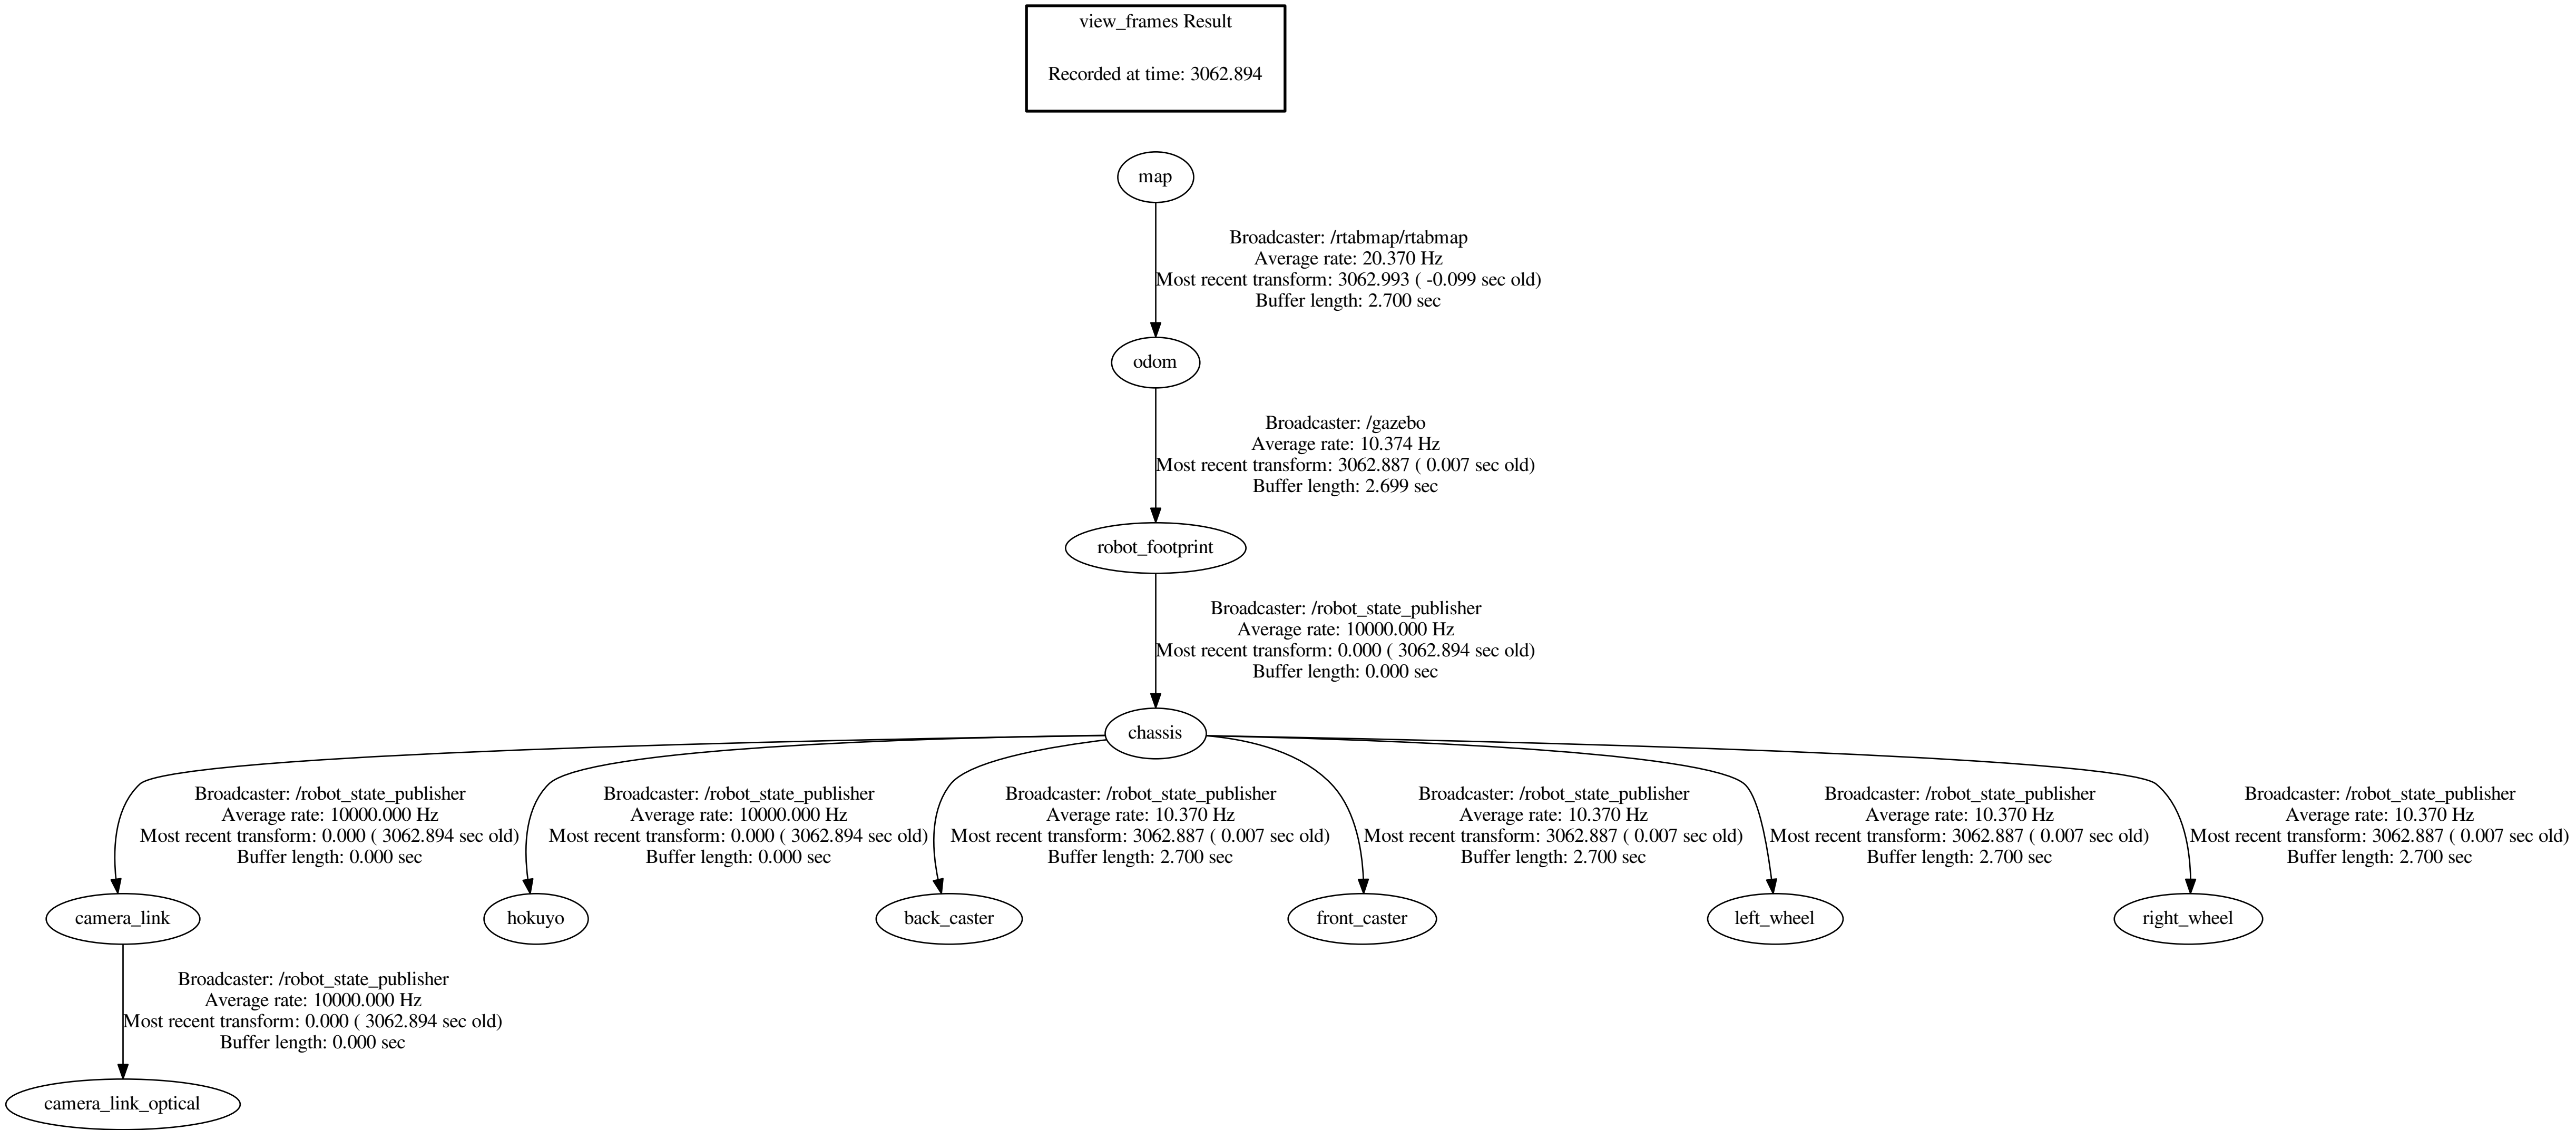 view_frames Result
Recorded at time: 3062.894
map
Broadcaster: /rtabmap/rtabmap
Average rate: 20.370 Hz
Most recent transform: 3062.993 ( -0.099 sec old)
Buffer length: 2.700 sec
odom
Broadcaster: /gazebo
Average rate: 10.374 Hz
Most recent transform: 3062.887 ( 0.007 sec old)
Buffer length: 2.699 sec
robot_footprint
Broadcaster: /robot_state_publisher
Average rate: 10000.000 Hz
Most recent transform: 0.000 ( 3062.894 sec old)
Buffer length: 0.000 sec
chassis
Broadcaster: /robot_state_publisher
Average rate: 10000.000 Hz
Most recent transform: 0.000 ( 3062.894 sec old)
Buffer length: 0.000 sec
Broadcaster: /robot_state_publisher
Average rate: 10000.000 Hz
Most recent transform: 0.000 ( 3062.894 sec old)
Buffer length: 0.000 sec
Broadcaster: /robot_state_publisher
Average rate: 10.370 Hz
Most recent transform: 3062.887 ( 0.007 sec old)
Buffer length: 2.700 sec
Broadcaster: /robot_state_publisher
Average rate: 10.370 Hz
Most recent transform: 3062.887 ( 0.007 sec old)
Buffer length: 2.700 sec
Broadcaster: /robot_state_publisher
Average rate: 10.370 Hz
Most recent transform: 3062.887 ( 0.007 sec old)
Buffer length: 2.700 sec
Broadcaster: /robot_state_publisher
Average rate: 10.370 Hz
Most recent transform: 3062.887 ( 0.007 sec old)
Buffer length: 2.700 sec
camera_link
hokuyo
back_caster
front_caster
left_wheel
right_wheel
Broadcaster: /robot_state_publisher
Average rate: 10000.000 Hz
Most recent transform: 0.000 ( 3062.894 sec old)
Buffer length: 0.000 sec
camera_link_optical